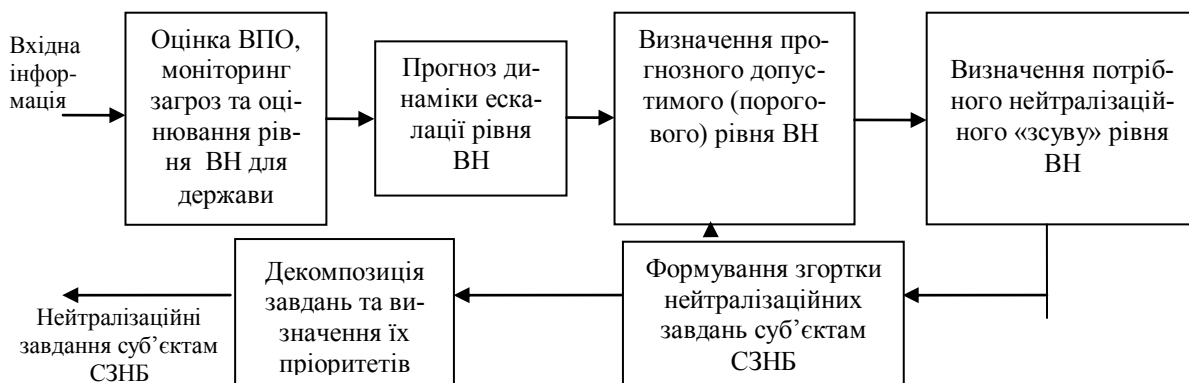 Вхідна
інфор-
мація
Оцінка ВПО,
моніторинг
загроз та оці-
нювання рів-
ня ВН для
держави
Прогноз ди-
наміки еска-
лації рівня
ВН
Визначення про-
гнозного допус-
тимого (порого-
вого) рівня ВН
Визначення потріб-
ного нейтралізацій-
ного «зсуву» рівня
ВН
Формування згортки
нейтралізаційних
завдань суб’єктам
СЗНБ
Декомпозиція
завдань та ви-
значення їх
пріоритетів
Нейтралізаційні
завдання суб’єктам
СЗНБ